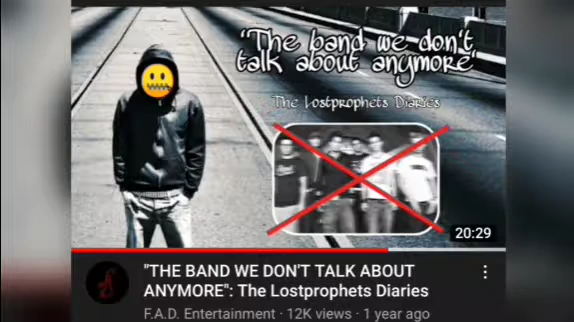 "The band we don't
talk about anymore"
The Lostprophets Diaries
20:29
"THE BAND WE DON'T TALK ABOUT
ANYMORE": The Lostprophets Diaries
F.A.D. Entertainment · 12K views · 1 year ago